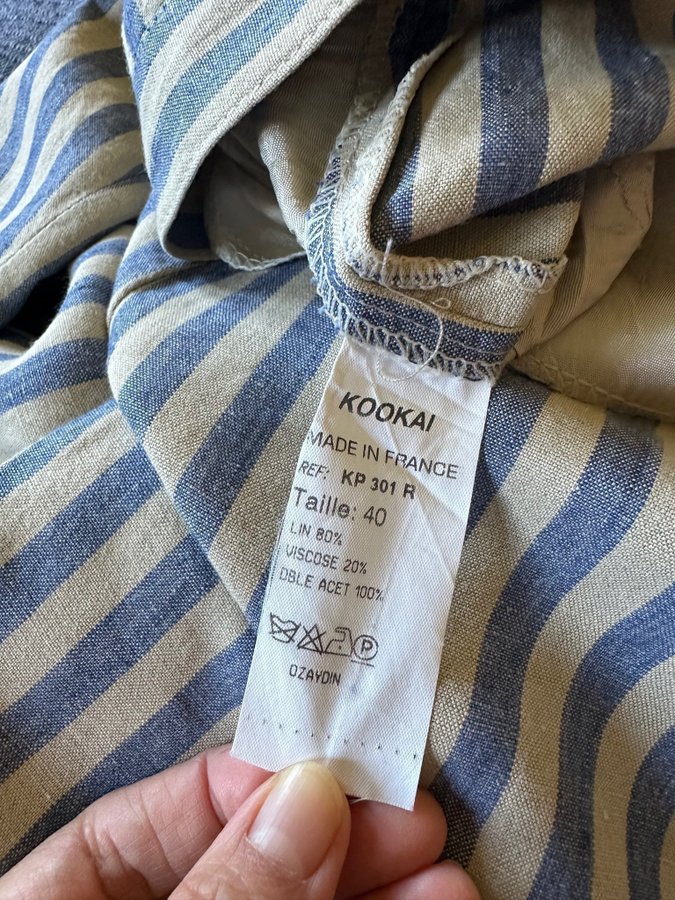 KOOKAI
MADE IN FRANCE
REF: KP 301 R
Taille: 40
LIN 80%
VISCOSE 20%
DBLE ACET 100%
P
OZAYDIN